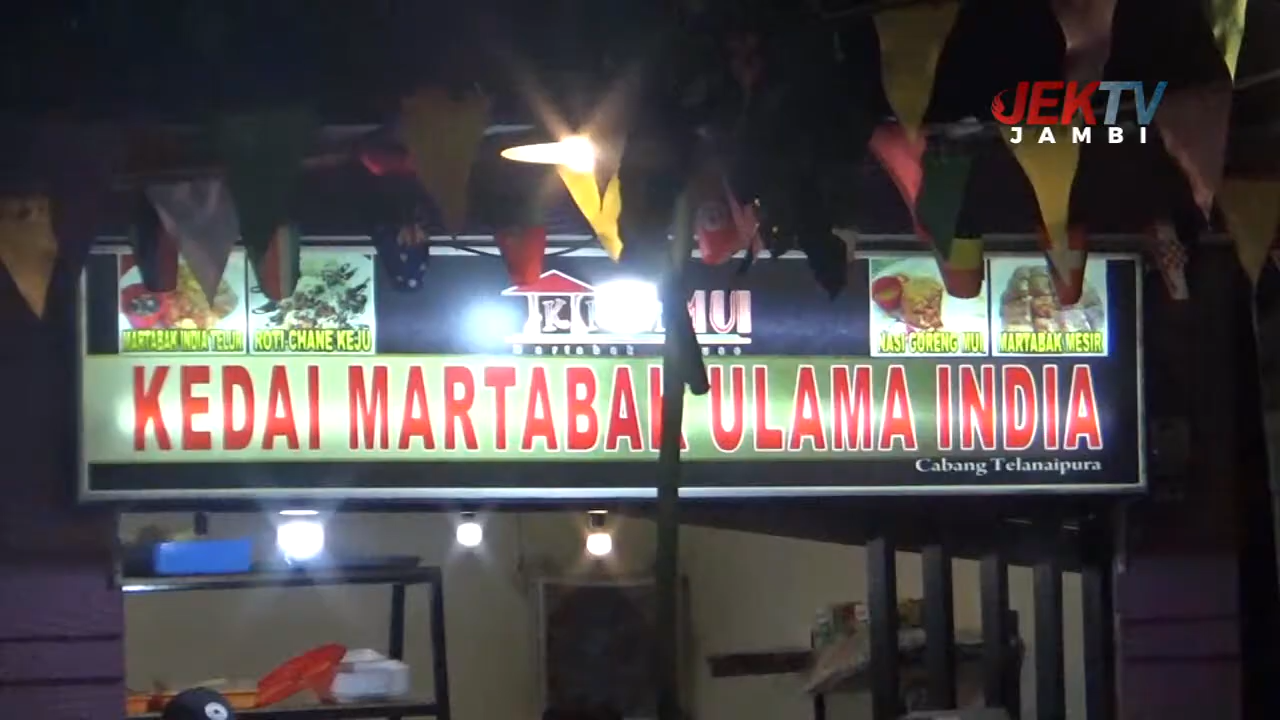 JEKTV
JAMBI
MARTABAK INDIA TELUR
ROTI CHANE KEJU
MUI
NASI GORENG MUI
MARTABAK MESIR
KEDAI MARTABAK ULAMA INDIA
Cabang Telanaipura